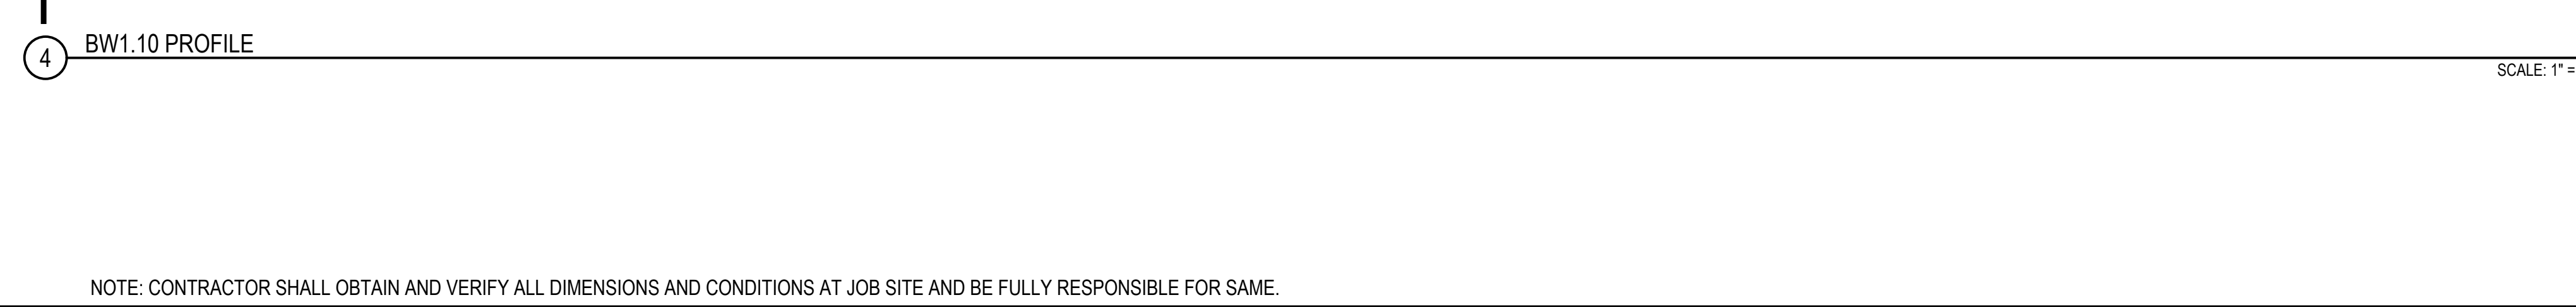 BW1.10 PROFILE
4
SCALE: 1" =
NOTE: CONTRACTOR SHALL OBTAIN AND VERIFY ALL DIMENSIONS AND CONDITIONS AT JOB SITE AND BE FULLY RESPONSIBLE FOR SAME.